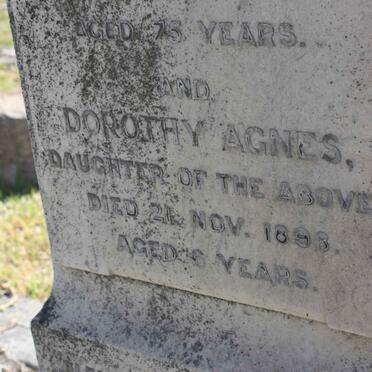 AGED 75 YEARS.
AND
DOROTHY AGNES,
DAUGHTER OF THE ABOVE
DIED 21. NOV. 1898.
AGED 6 YEARS.